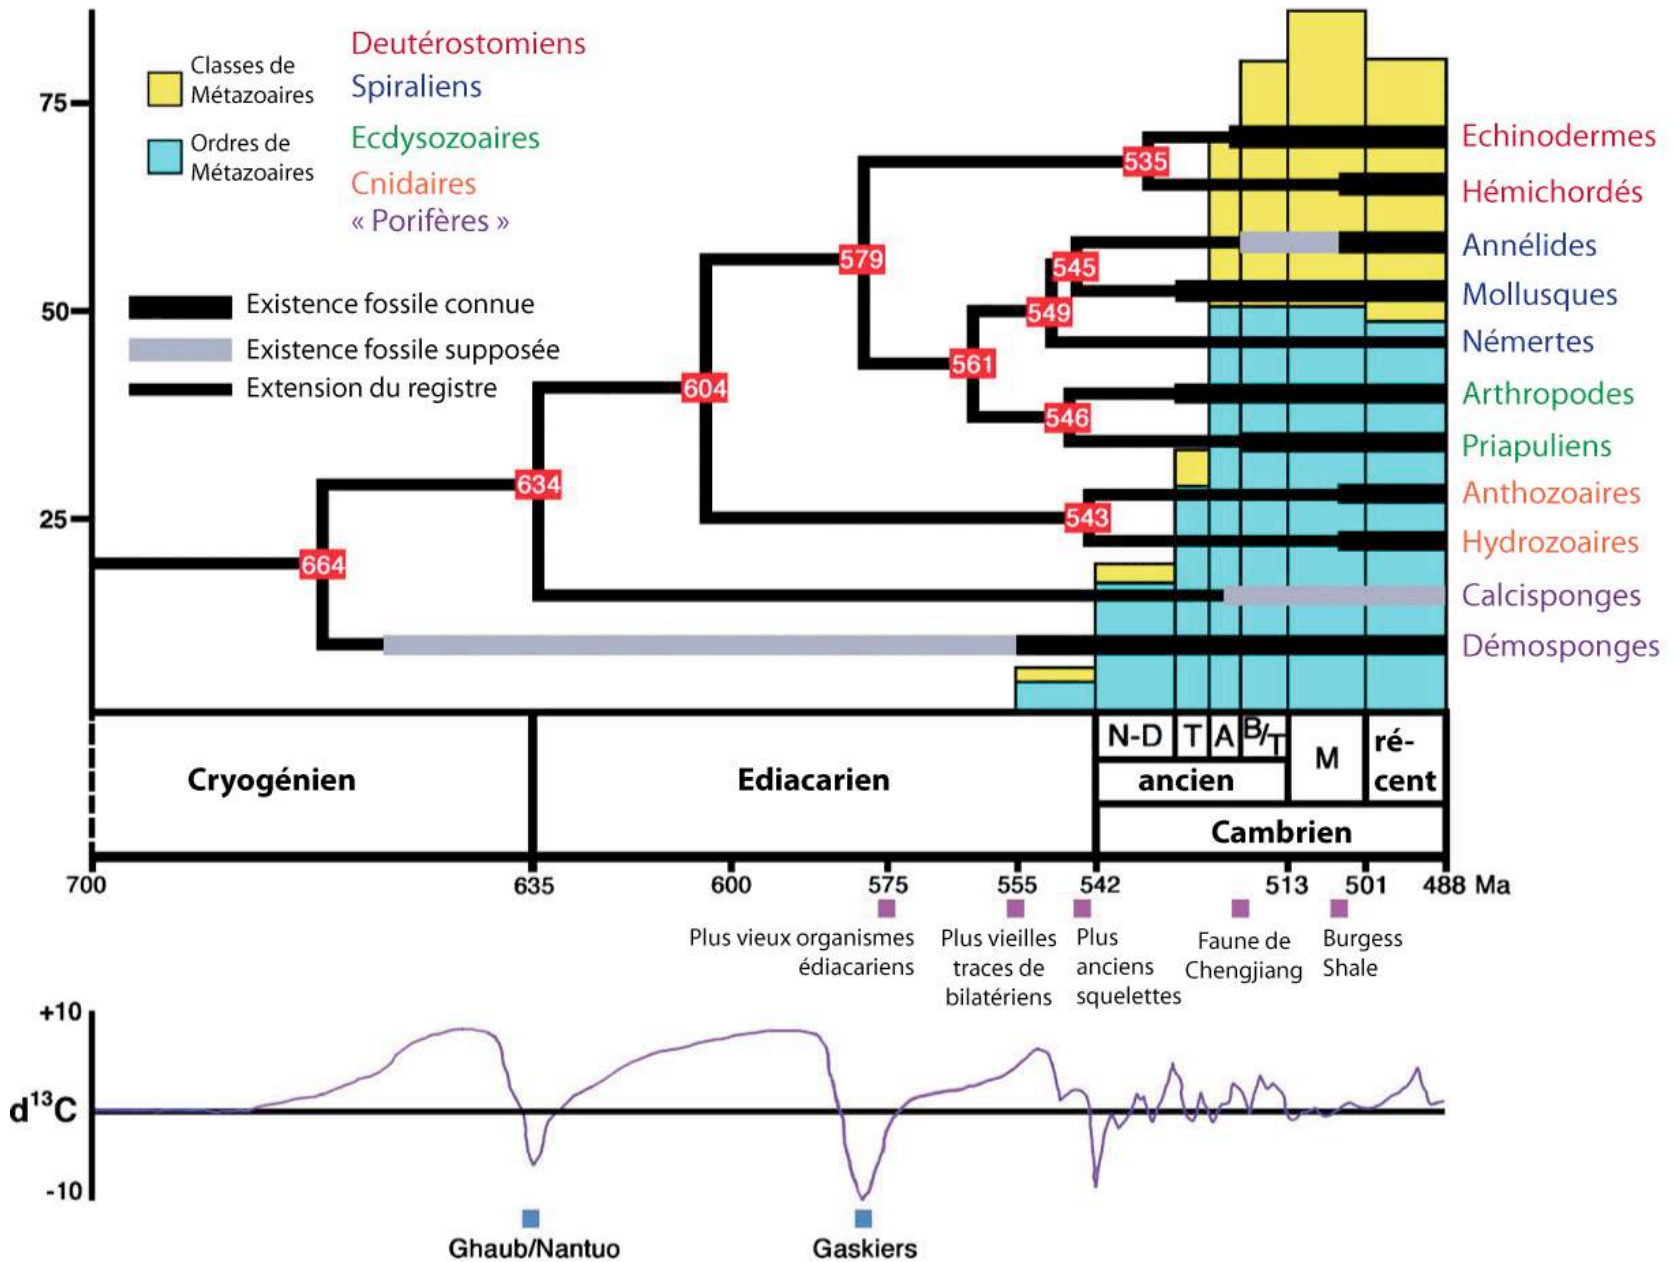 Deutérostomiens
Classes de
Métazoaires
Spiraliens
75
Ecdysozoaires
Ordres de
Métazoaires
Cnidaires
« Porifères »
Existence fossile connue
Existence fossile supposée
Extension du registre
50
25
535
579
545
549
561
604
546
634
543
664
Echinodermes
Hémichordés
Annélides
Mollusques
Némertes
Arthropodes
Priapuliens
Anthozoaires
Hydrozoaires
Calcisponges
Démosponges
N-D T A B/T M ré-
cent
ancien
Cryogénien Ediacarien
Cambrien
700 635 600 575 555 542 513 501 488 Ma
Plus vieux organismes
édiacariens
Plus vieilles
traces de
bilatériens
Plus
anciens
squelettes
Faune de
Chengjiang
Burgess
Shale
+10
d¹³C
-10
Ghaub/Nantuo
Gaskiers